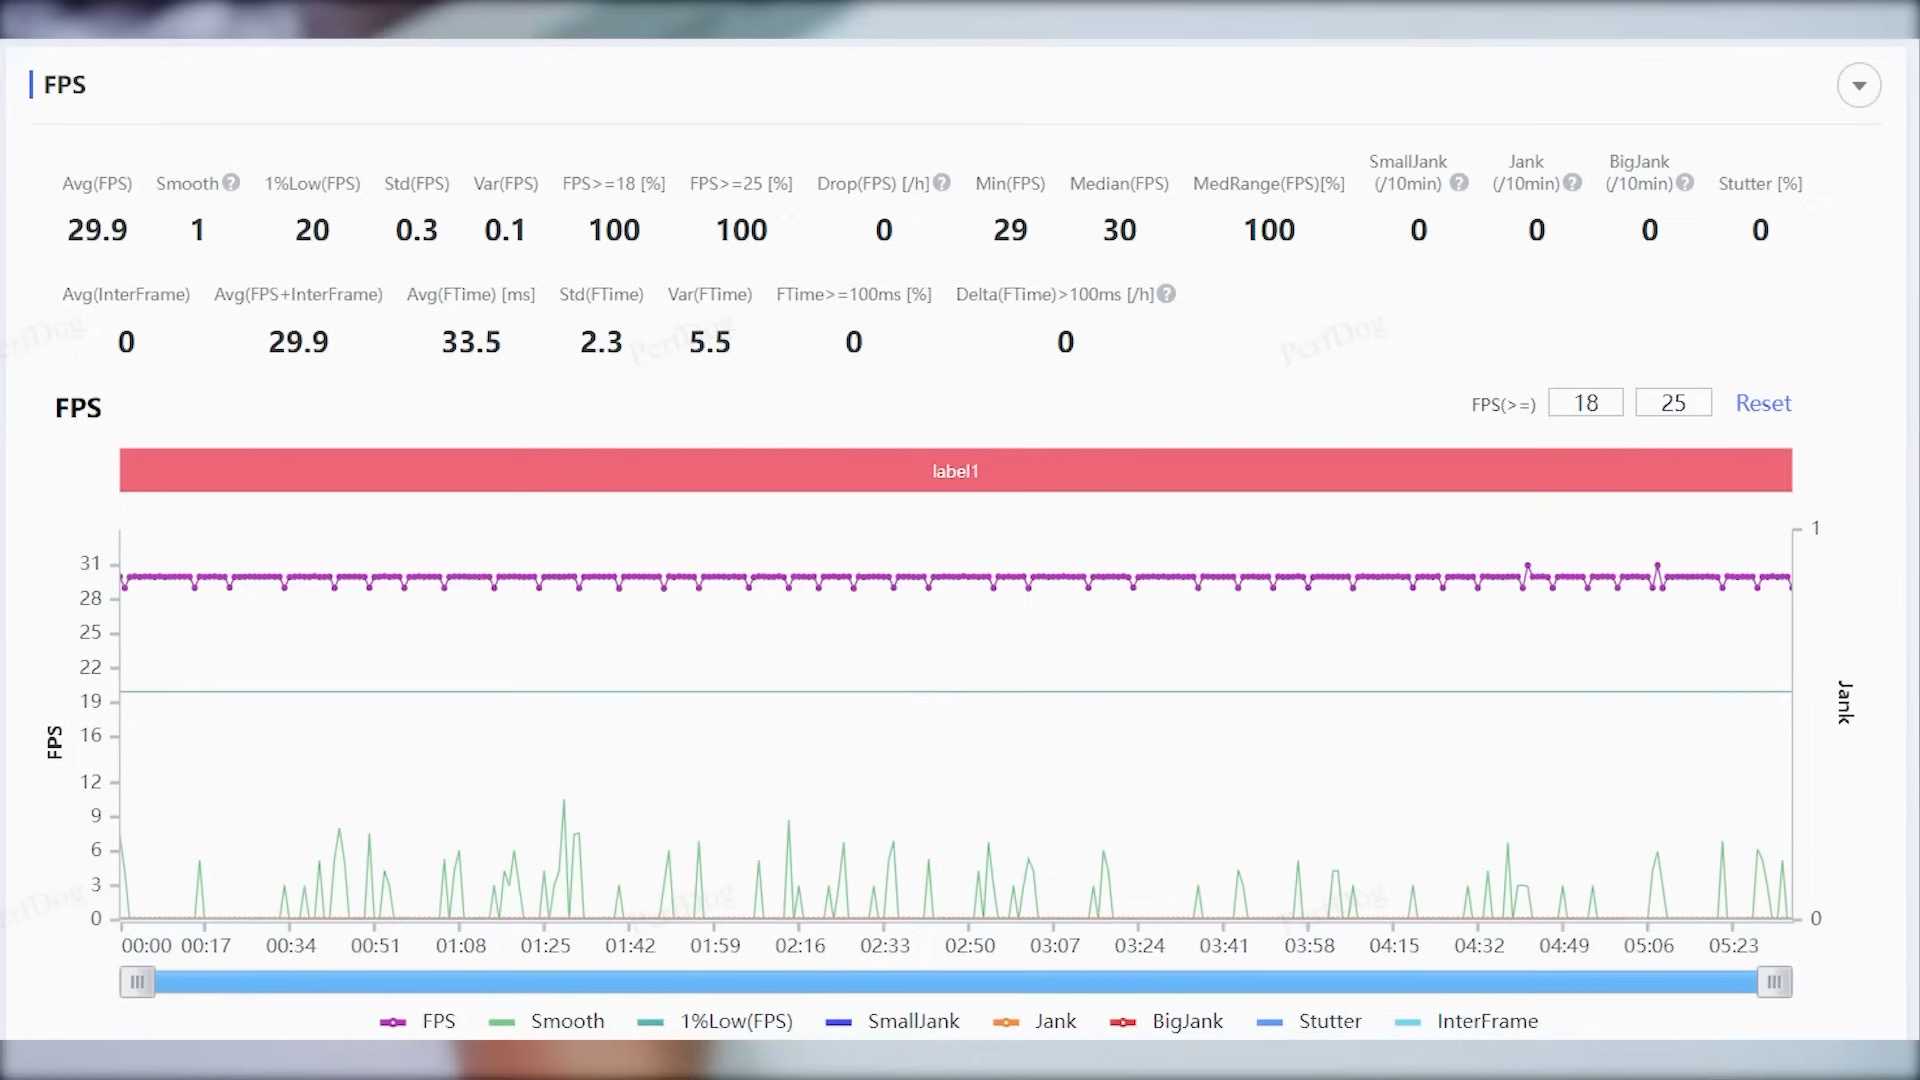 FPS
Avg(FPS) Smooth 1%Low(FPS) Std(FPS) Var(FPS) FPS>=18 [%] FPS>=25 [%] Drop(FPS) [/h] Min(FPS) Median(FPS) MedRange(FPS)[%] SmallJank (/10min) Jank (/10min) BigJank (/10min) Stutter [%]
29.9 1 20 0.3 0.1 100 100 0 29 30 100 0 0 0 0
Avg(InterFrame) Avg(FPS+InterFrame) Avg(FTime) [ms] Std(FTime) Var(FTime) FTime>=100ms [%] Delta(FTime)>100ms [/h]
0 29.9 33.5 2.3 5.5 0 0
PerfDog
PerfDog
FPS
FPS(>=) 18 25 Reset
label1
1
31
28
25
22
19
16
12
9
6
3
0
FPS
Jank
0
PerfDog
PerfDog
00:00 00:17 00:34 00:51 01:08 01:25 01:42 01:59 02:16 02:33 02:50 03:07 03:24 03:41 03:58 04:15 04:32 04:49 05:06 05:23
FPS Smooth 1%Low(FPS) SmallJank Jank BigJank Stutter InterFrame